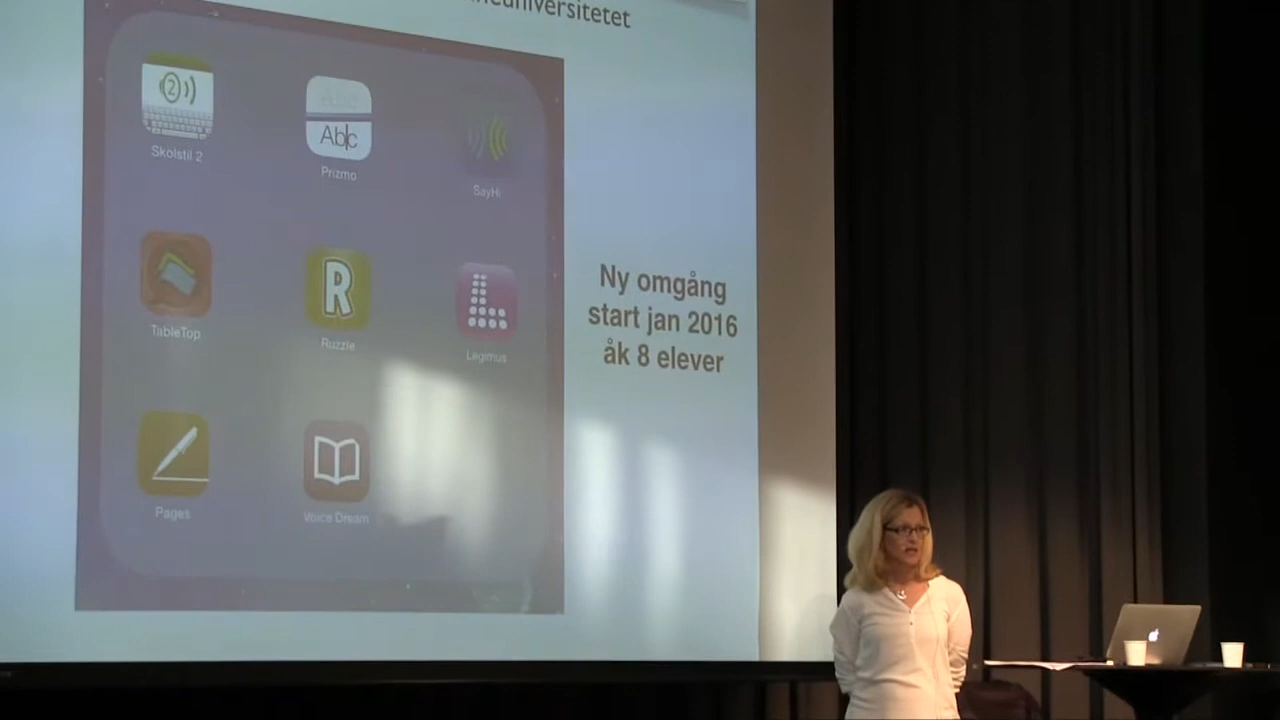 Skolstil 2
Abc
Prizmo
SayHi
TableTop
R
Ruzzle
L
Legimus
Pages
Voice Dream
Ny omgång
start jan 2016
åk 8 elever